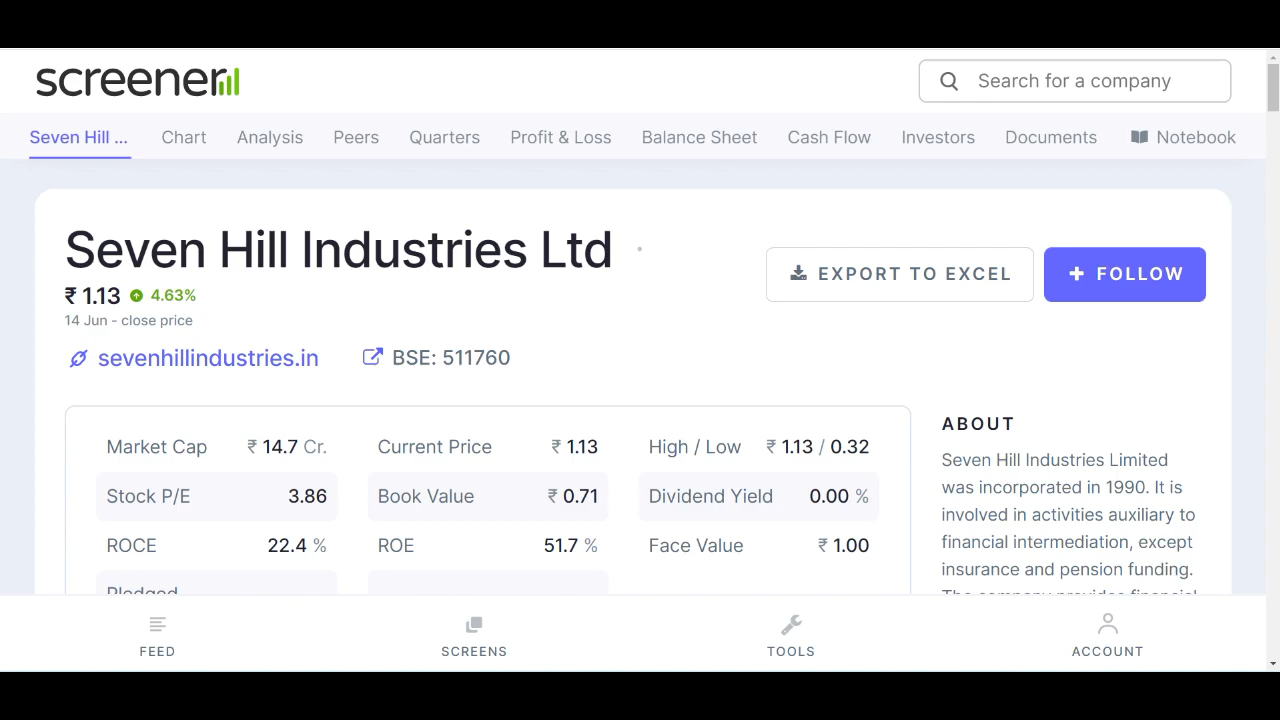 screener
Search for a company
Seven Hill ... Chart Analysis Peers Quarters Profit & Loss Balance Sheet Cash Flow Investors Documents Notebook
Seven Hill Industries Ltd
EXPORT TO EXCEL + FOLLOW
₹ 1.13 4.63%
14 Jun - close price
sevenhillindustries.in BSE: 511760
Market Cap ₹ 14.7 Cr. Current Price ₹ 1.13 High / Low ₹ 1.13 / 0.32
Stock P/E 3.86 Book Value ₹ 0.71 Dividend Yield 0.00 %
ROCE 22.4 % ROE 51.7 % Face Value ₹ 1.00
Pledged
ABOUT
Seven Hill Industries Limited
was incorporated in 1990. It is
involved in activities auxiliary to
financial intermediation, except
insurance and pension funding.
The company provides financial
FEED SCREENS TOOLS ACCOUNT